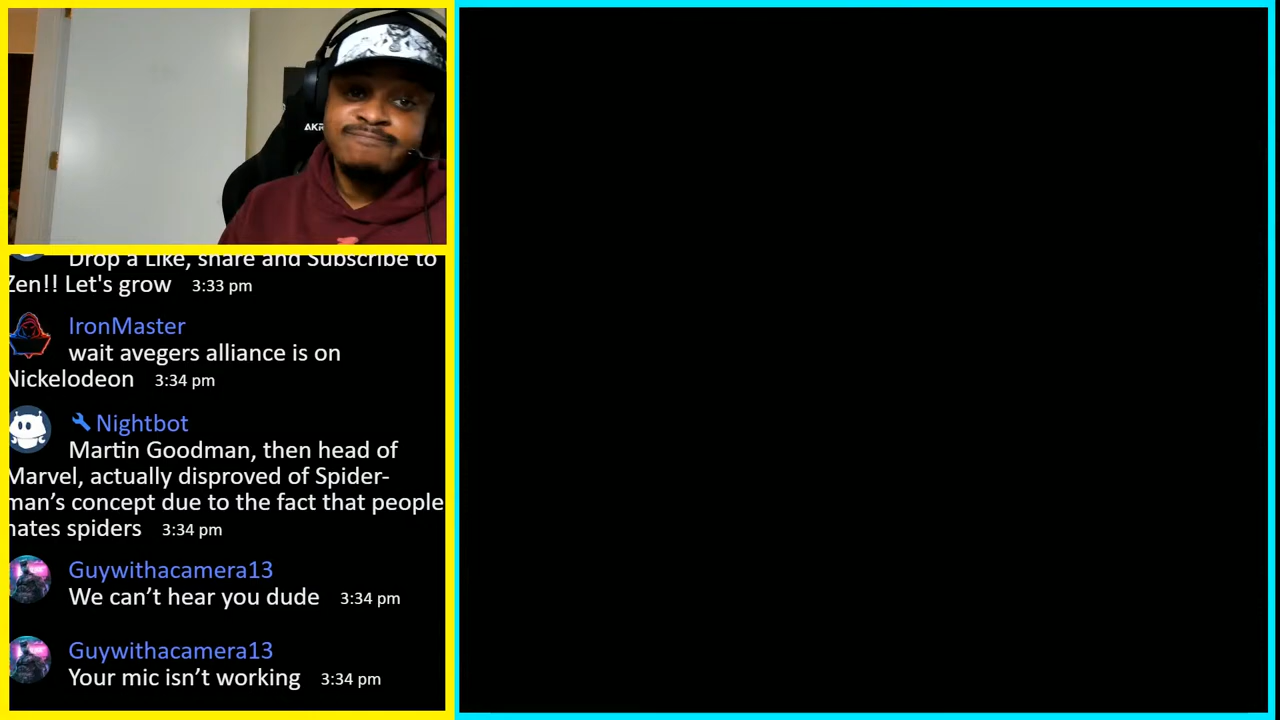 AKR
Drop a Like, share and Subscribe to
Zen!! Let's grow 3:33 pm
IronMaster
wait avegers alliance is on
Nickelodeon 3:34 pm
Nightbot
Martin Goodman, then head of
Marvel, actually disproved of Spider-
man’s concept due to the fact that people
hates spiders 3:34 pm
Guywithacamera13
We can’t hear you dude 3:34 pm
Guywithacamera13
Your mic isn’t working 3:34 pm